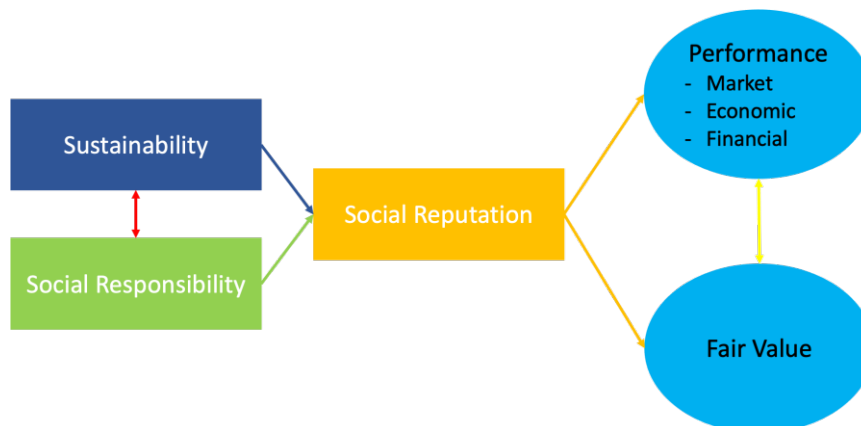 Sustainability
Social Responsibility
Social Reputation
Performance
- Market
- Economic
- Financial
Fair Value